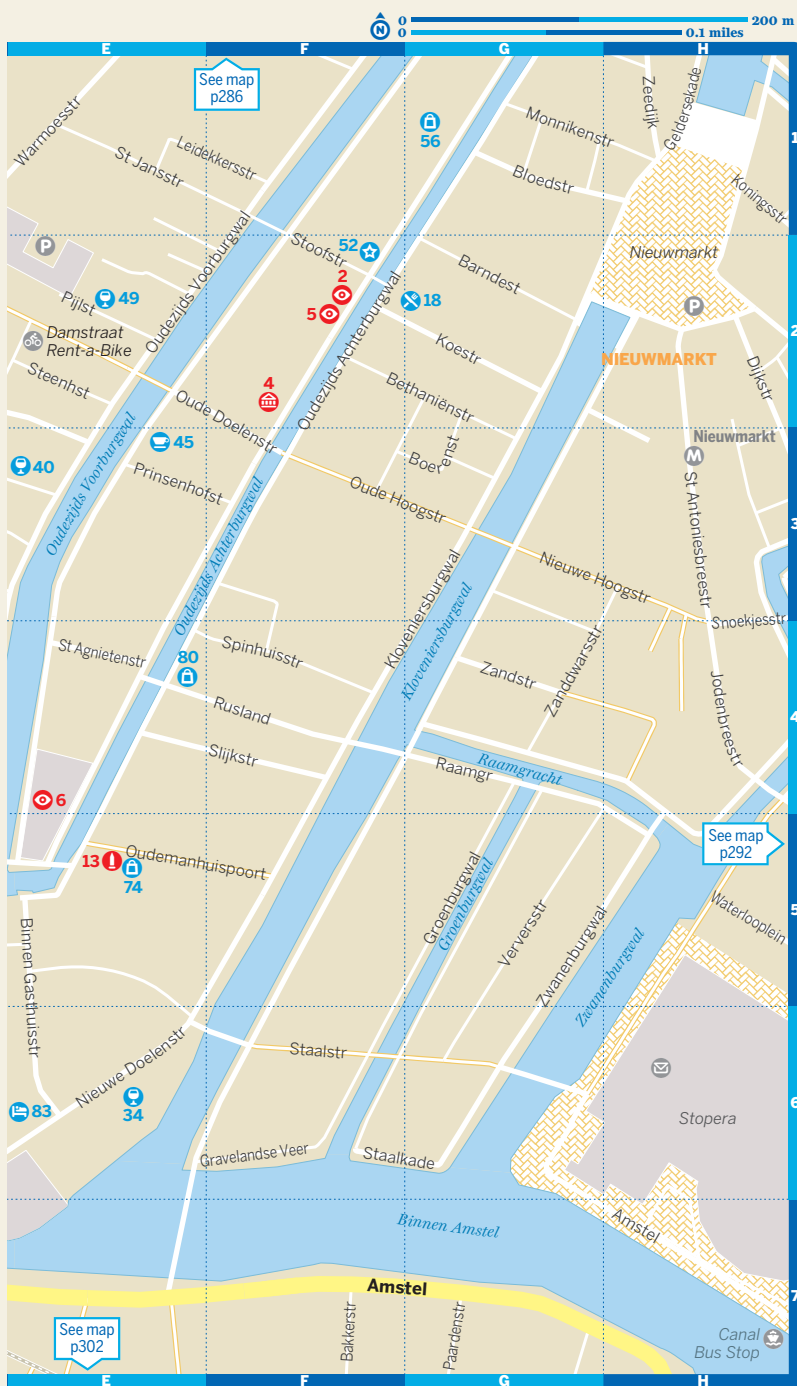 N
0
200 m
0
0.1 miles
E
F
G
H
See map
p286
Warmoesstr
St Jansstr
Leidekkersstr
56
Monnikenstr
Bloedstr
Zeedijk
Geldersekade
Koningsstr
1
P
Oudezijds Voorburgwal
Stoofstr
52
2
5
Oudezijds Achterburgwal
18
Barndest
Nieuwmarkt
P
Pijlst
49
Damstraat
Rent-a-Bike
Steenhst
4
Koestr
Bethaniënstr
NIEUWMARKT
Dijkstr
2
Oude Doelenstr
45
40
Oudezijds Voorburgwal
Prinsenhofst
Oudezijds Achterburgwal
Boerenst
Oude Hoogstr
Nieuwmarkt
M
St Antoniesbreestr
3
Kloveniersburgwal
Kloveniersburgwal
Nieuwe Hoogstr
Snoekjesstr
St Agnietenstr
80
Spinhuisstr
Rusland
Slijkstr
Zandstr
Zanddwarsstr
Jodenbreestr
4
Raamgr
Raamgracht
6
13
74
Oudemanhuispoort
See map
p292
Groenburgwal
Groenburgwal
Verversstr
Zwanenburgwal
Zwanenburgwal
Waterlooplein
5
Binnen Gasthuisstr
Nieuwe Doelenstr
Staalstr
83
34
Stopera
6
Gravelandse Veer
Staalkade
Binnen Amstel
Amstel
Amstel
7
See map
p302
Bakkerstr
Paardenstr
Canal
Bus Stop
E
F
G
H